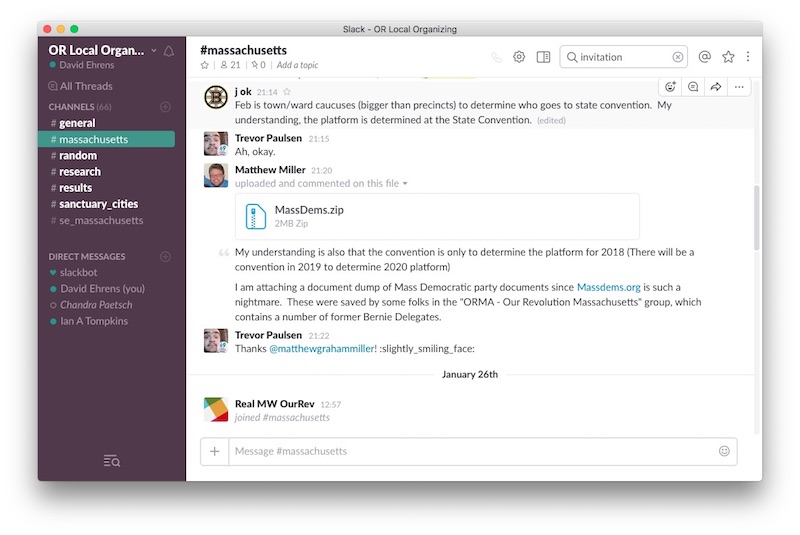 Slack - OR Local Organizing
OR Local Organ...
David Ehrens
All Threads
CHANNELS (66)
# general
# massachusetts
# random
# research
# results
# sanctuary_cities
# se_massachusetts
DIRECT MESSAGES
slackbot
David Ehrens (you)
Chandra Paetsch
Ian A Tompkins
#massachusetts
21 | 0 | Add a topic
invitation
j ok 21:14
Feb is town/ward caucuses (bigger than precincts) to determine who goes to state convention. My
understanding, the platform is determined at the State Convention. (edited)
Trevor Paulsen 21:15
Ah, okay.
Matthew Miller 21:20
uploaded and commented on this file
MassDems.zip
2MB Zip
My understanding is also that the convention is only to determine the platform for 2018 (There will be a
convention in 2019 to determine 2020 platform)
I am attaching a document dump of Mass Democratic party documents since Massdems.org is such a
nightmare. These were saved by some folks in the "ORMA - Our Revolution Massachusetts" group, which
contains a number of former Bernie Delegates.
Trevor Paulsen 21:22
Thanks @matthewgrahammiller! :slightly_smiling_face:
January 26th
Real MW OurRev 12:57
joined #massachusetts
Message #massachusetts